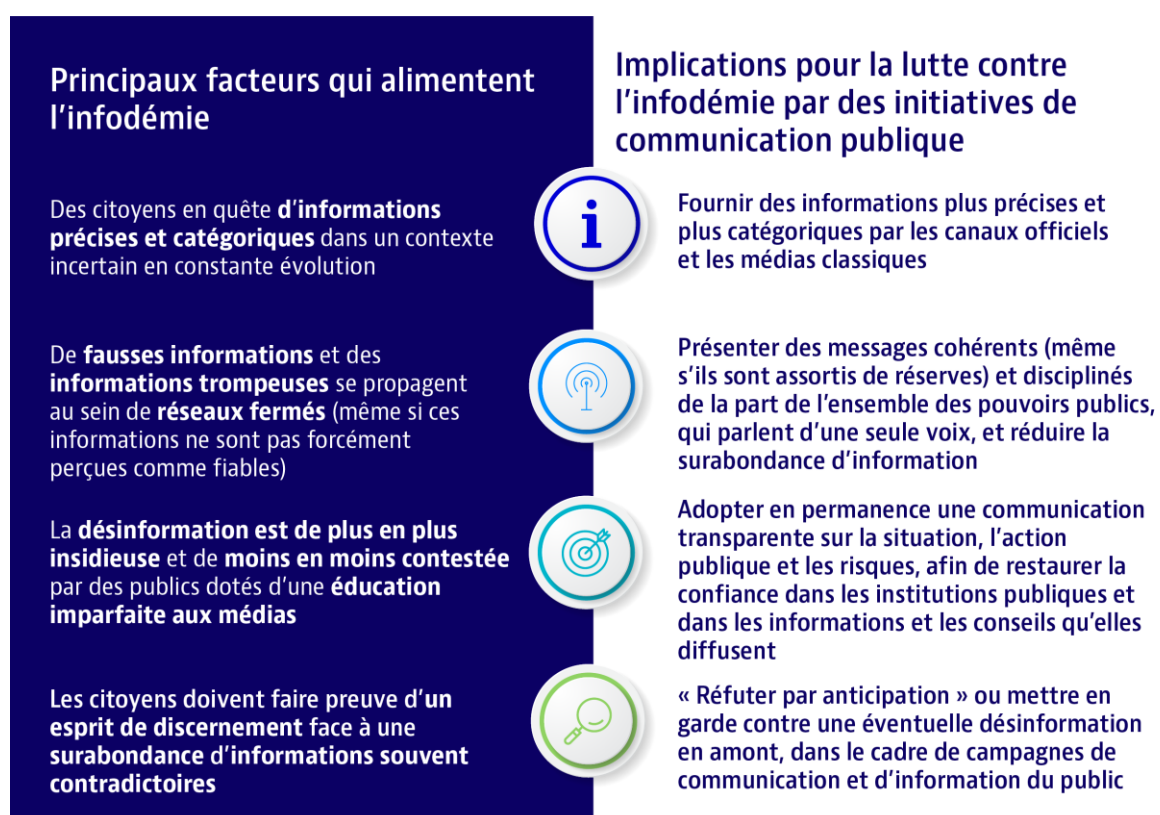 Principaux facteurs qui alimentent
l’infodémie
Implications pour la lutte contre
l’infodémie par des initiatives de
communication publique
Des citoyens en quête d’informations
précises et catégoriques dans un contexte
incertain en constante évolution
i
Fournir des informations plus précises et
plus catégoriques par les canaux officiels
et les médias classiques
De fausses informations et des
informations trompeuses se propagent
au sein de réseaux fermés (même si ces
informations ne sont pas forcément
perçues comme fiables)
Présenter des messages cohérents (même
s’ils sont assortis de réserves) et disciplinés
de la part de l’ensemble des pouvoirs publics,
qui parlent d’une seule voix, et réduire la
surabondance d’information
La désinformation est de plus en plus
insidieuse et de moins en moins contestée
par des publics dotés d’une éducation
imparfaite aux médias
Adopter en permanence une communication
transparente sur la situation, l’action
publique et les risques, afin de restaurer la
confiance dans les institutions publiques et
dans les informations et les conseils qu’elles
diffusent
Les citoyens doivent faire preuve d’un
esprit de discernement face à une
surabondance d’informations souvent
contradictoires
« Réfuter par anticipation » ou mettre en
garde contre une éventuelle désinformation
en amont, dans le cadre de campagnes de
communication et d’information du public